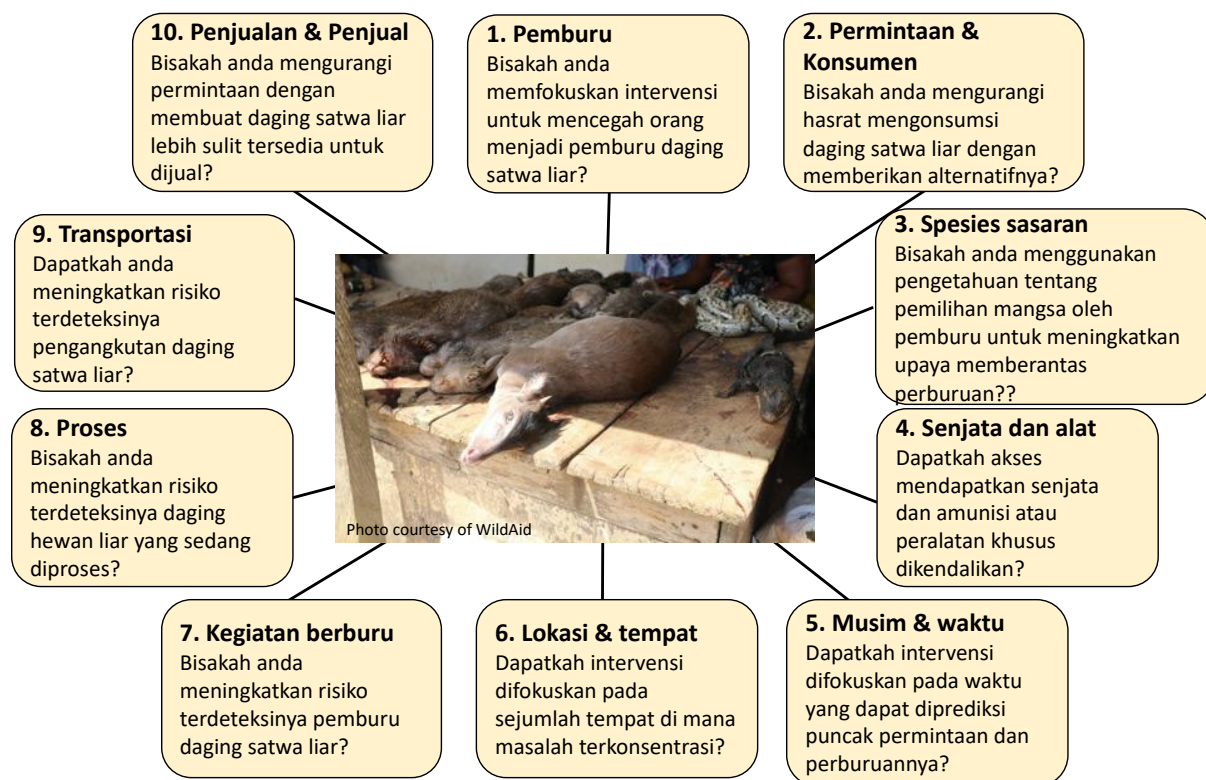 10. Penjualan & Penjual
Bisakah anda mengurangi
permintaan dengan
membuat daging satwa liar
lebih sulit tersedia untuk
dijual?
1. Pemburu
Bisakah anda
memfokuskan intervensi
untuk mencegah orang
menjadi pemburu daging
satwa liar?
2. Permintaan &
Konsumen
Bisakah anda mengurangi
hasrat mengonsumsi
daging satwa liar dengan
memberikan alternatifnya?
3. Spesies sasaran
Bisakah anda menggunakan
pengetahuan tentang
pemilihan mangsa oleh
pemburu untuk meningkatkan
upaya memberantas
perburuan??
4. Senjata dan alat
Dapatkah akses
mendapatkan senjata
dan amunisi atau
peralatan khusus
dikendalikan?
5. Musim & waktu
Dapatkah intervensi
difokuskan pada waktu
yang dapat diprediksi
puncak permintaan dan
perburuannya?
6. Lokasi & tempat
Dapatkah intervensi
difokuskan pada
sejumlah tempat di mana
masalah terkonsentrasi?
7. Kegiatan berburu
Bisakah anda
meningkatkan risiko
terdeteksinya pemburu
daging satwa liar?
8. Proses
Bisakah anda
meningkatkan risiko
terdeteksinya daging
hewan liar yang sedang
diproses?
9. Transportasi
Dapatkah anda
meningkatkan risiko
terdeteksinya
pengangkutan daging
satwa liar?
Photo courtesy of WildAid